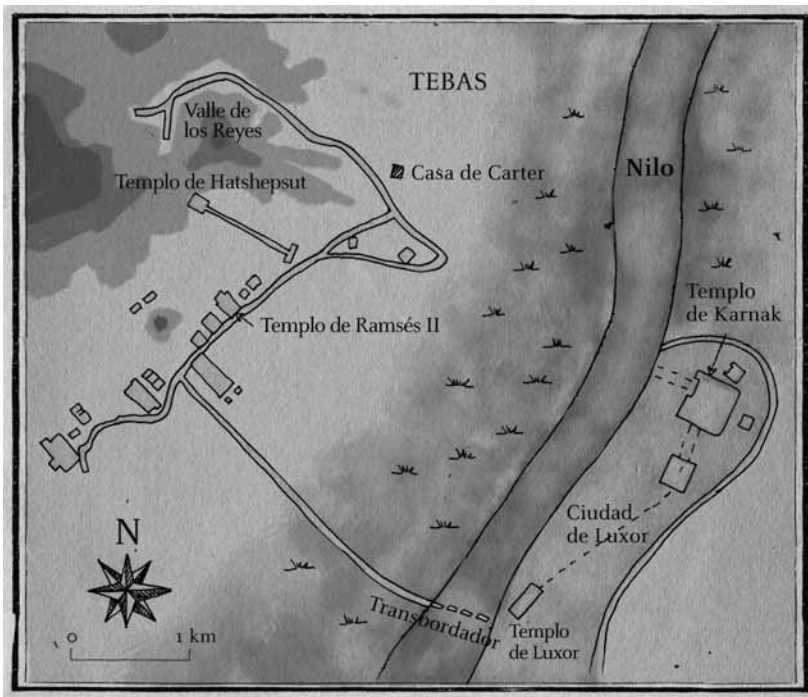 TEBAS
Valle de
los Reyes
Casa de Carter
Nilo
Templo de Hatshepsut
Templo
de Karnak
Templo de Ramsés II
Ciudad
de Luxor
N
Transbordador
Templo
de Luxor
0 1 km